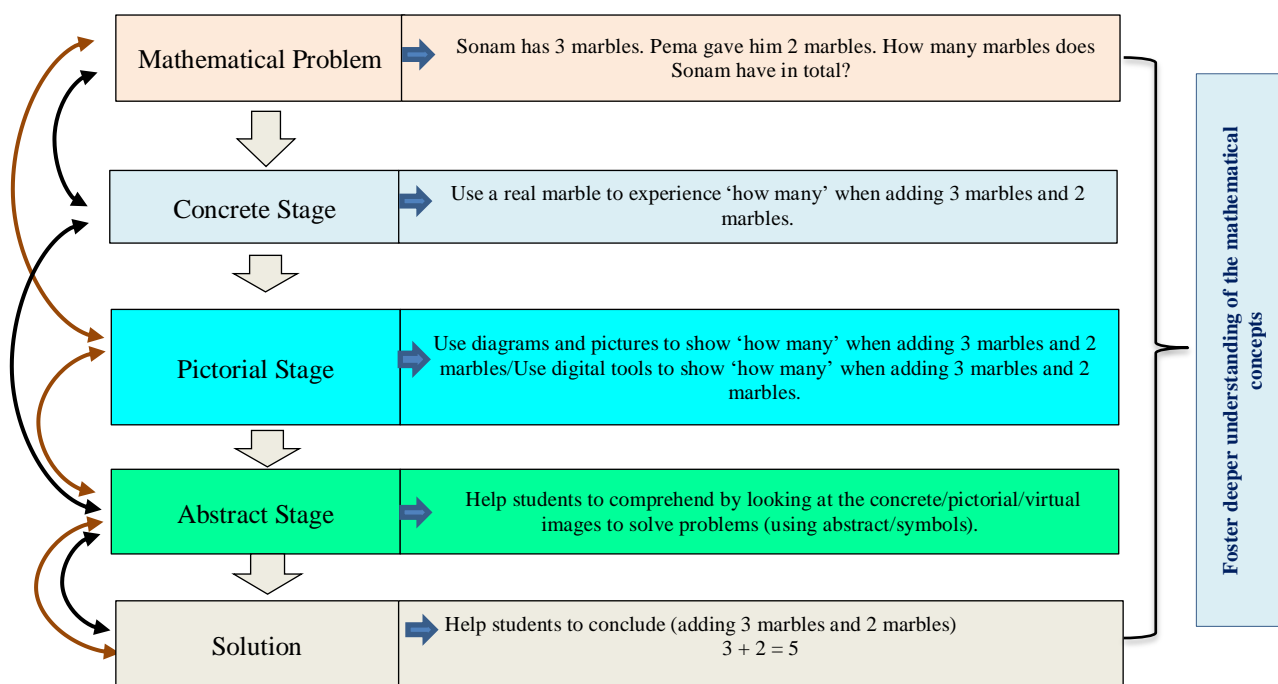 Mathematical Problem
Sonam has 3 marbles. Pema gave him 2 marbles. How many marbles does
Sonam have in total?
Concrete Stage
Use a real marble to experience ‘how many’ when adding 3 marbles and 2
marbles.
Pictorial Stage
Use diagrams and pictures to show ‘how many’ when adding 3 marbles and 2
marbles/Use digital tools to show ‘how many’ when adding 3 marbles and 2
marbles.
Abstract Stage
Help students to comprehend by looking at the concrete/pictorial/virtual
images to solve problems (using abstract/symbols).
Solution
Help students to conclude (adding 3 marbles and 2 marbles)
3 + 2 = 5
Foster deeper understanding of the mathematical
concepts